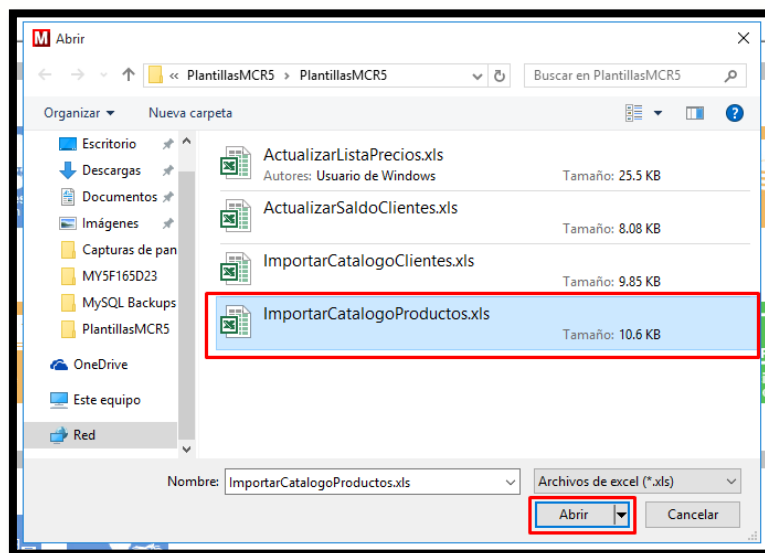 M Abrir
« PlantillasMCR5 › PlantillasMCR5
Buscar en PlantillasMCR5
Organizar
Nueva carpeta
?
Escritorio
Descargas
Documentos
Imágenes
Capturas de pan
MY5F165D23
MySQL Backups
PlantillasMCR5
OneDrive
Este equipo
Red
ActualizarListaPrecios.xls
Autores: Usuario de Windows
Tamaño: 25.5 KB
ActualizarSaldoClientes.xls
Tamaño: 8.08 KB
ImportarCatalogoClientes.xls
Tamaño: 9.85 KB
ImportarCatalogoProductos.xls
Tamaño: 10.6 KB
Nombre: ImportarCatalogoProductos.xls
Archivos de excel (*.xls)
Abrir
Cancelar